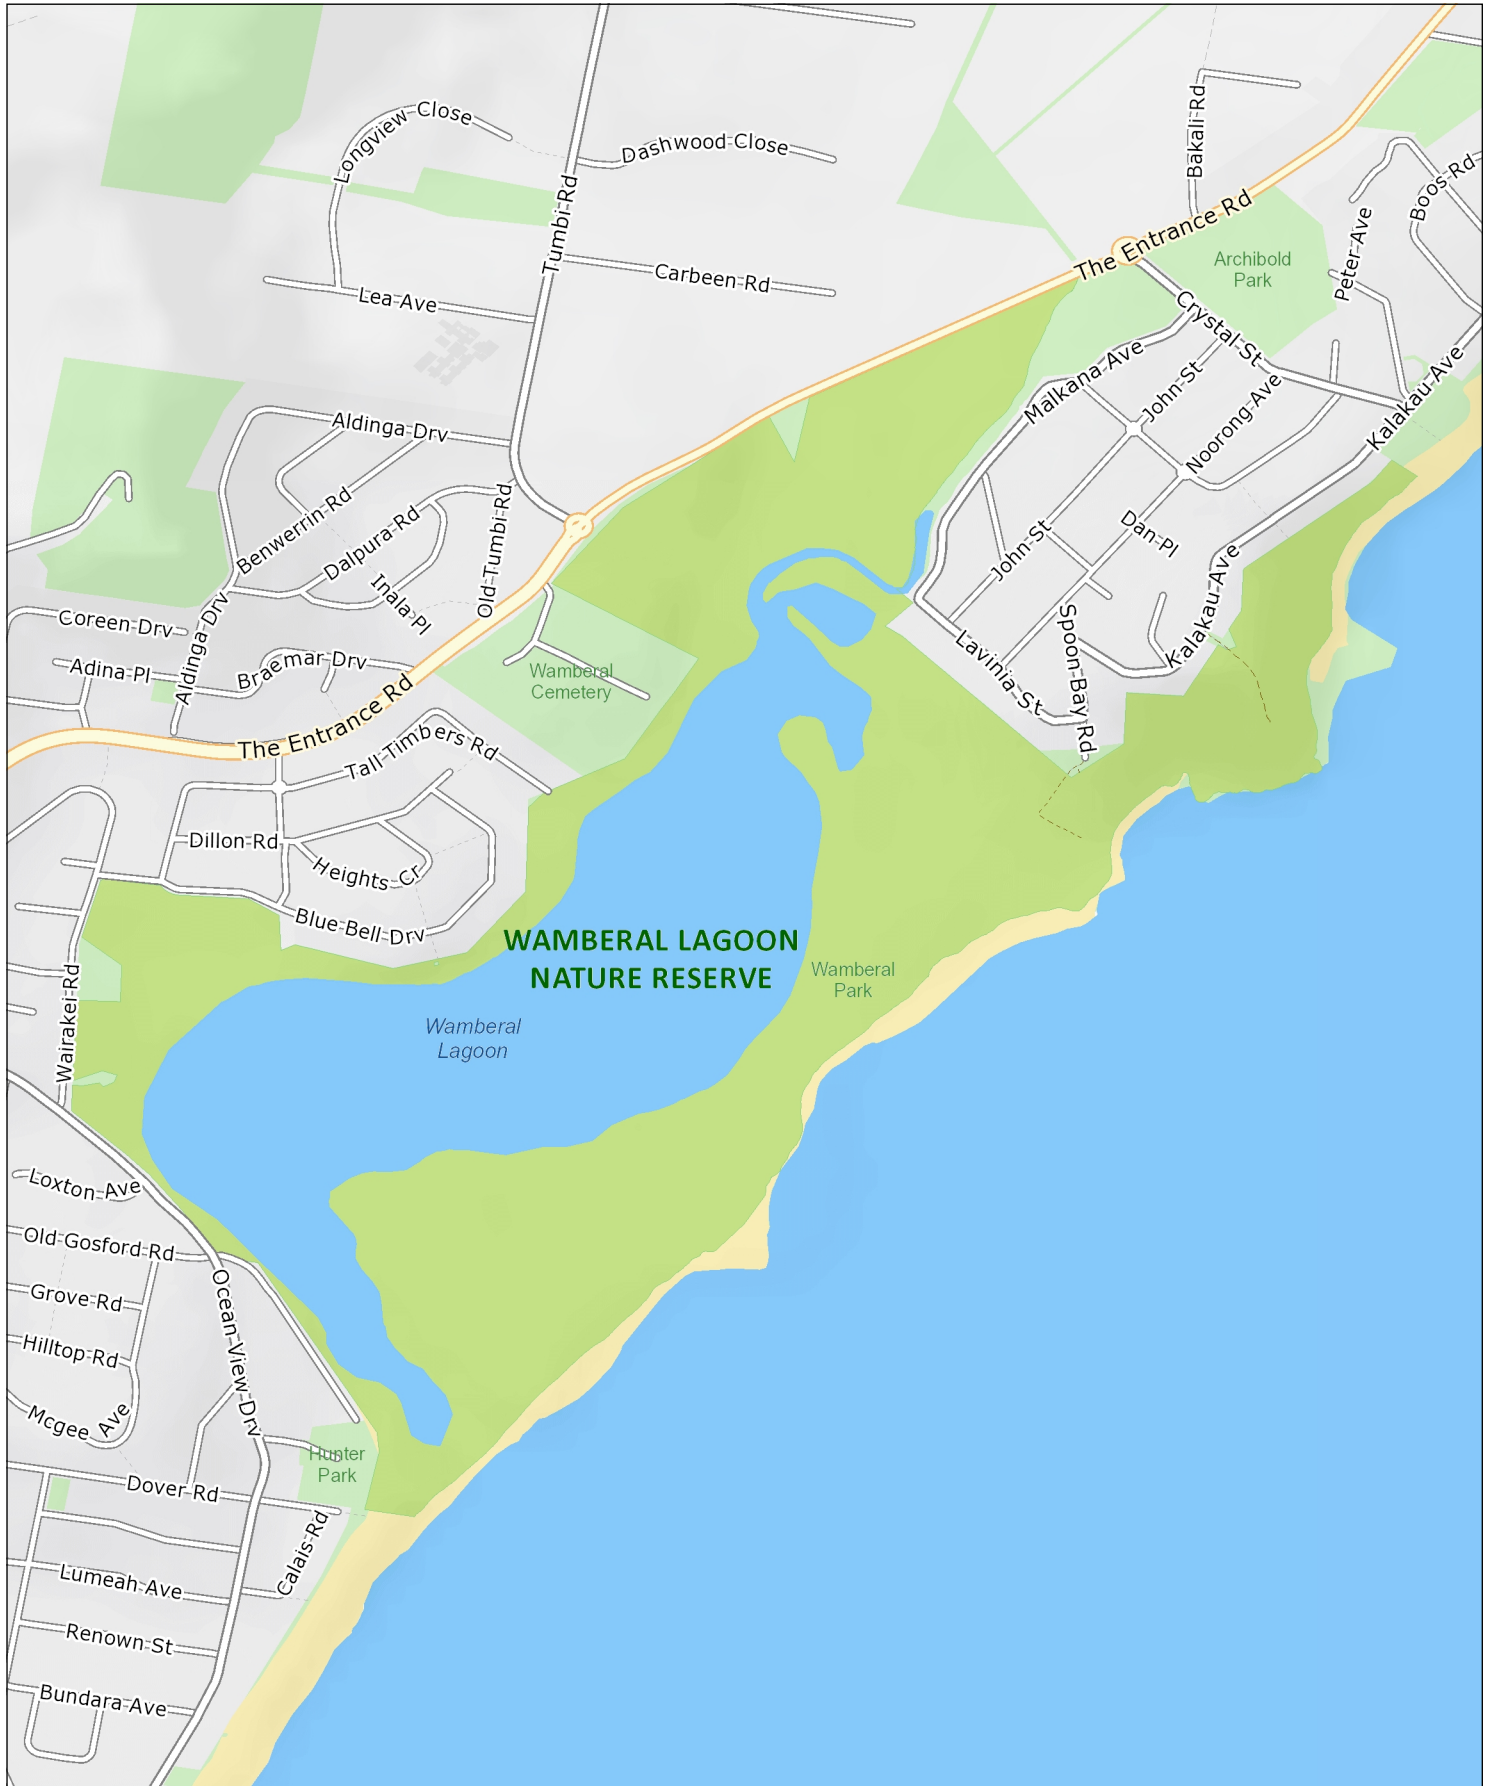 Longview Close
Dashwood Close
Bakali Rd
Boos Rd
Tumbi Rd
The Entrance Rd
Peter Ave
Archibold
Park
Carbeen Rd
Lea Ave
Crystal St
Malkana Ave
John St
Noorong Ave
Kalakau Ave
Aldinga Drv
Benwerrin Rd
Dalpura Rd
Old Tumbi Rd
Inala Pl
John St
Dan Pl
Kalakau Ave
Coreen Drv
Aldinga Drv
Adina Pl
Braemar Drv
Wamberal
Cemetery
Lavinia St
Spoon Bay Rd
The Entrance Rd
Tall Timbers Rd
Dillon Rd
Heights Cr
Blue Bell Drv
WAMBERAL LAGOON
NATURE RESERVE
Wamberal
Park
Wairakei Rd
Wamberal
Lagoon
Loxton Ave
Old Gosford Rd
Grove Rd
Ocean View Drv
Hilltop Rd
Mcgee Ave
Hunter
Park
Dover Rd
Calais Rd
Lumeah Ave
Renown St
Bundara Ave